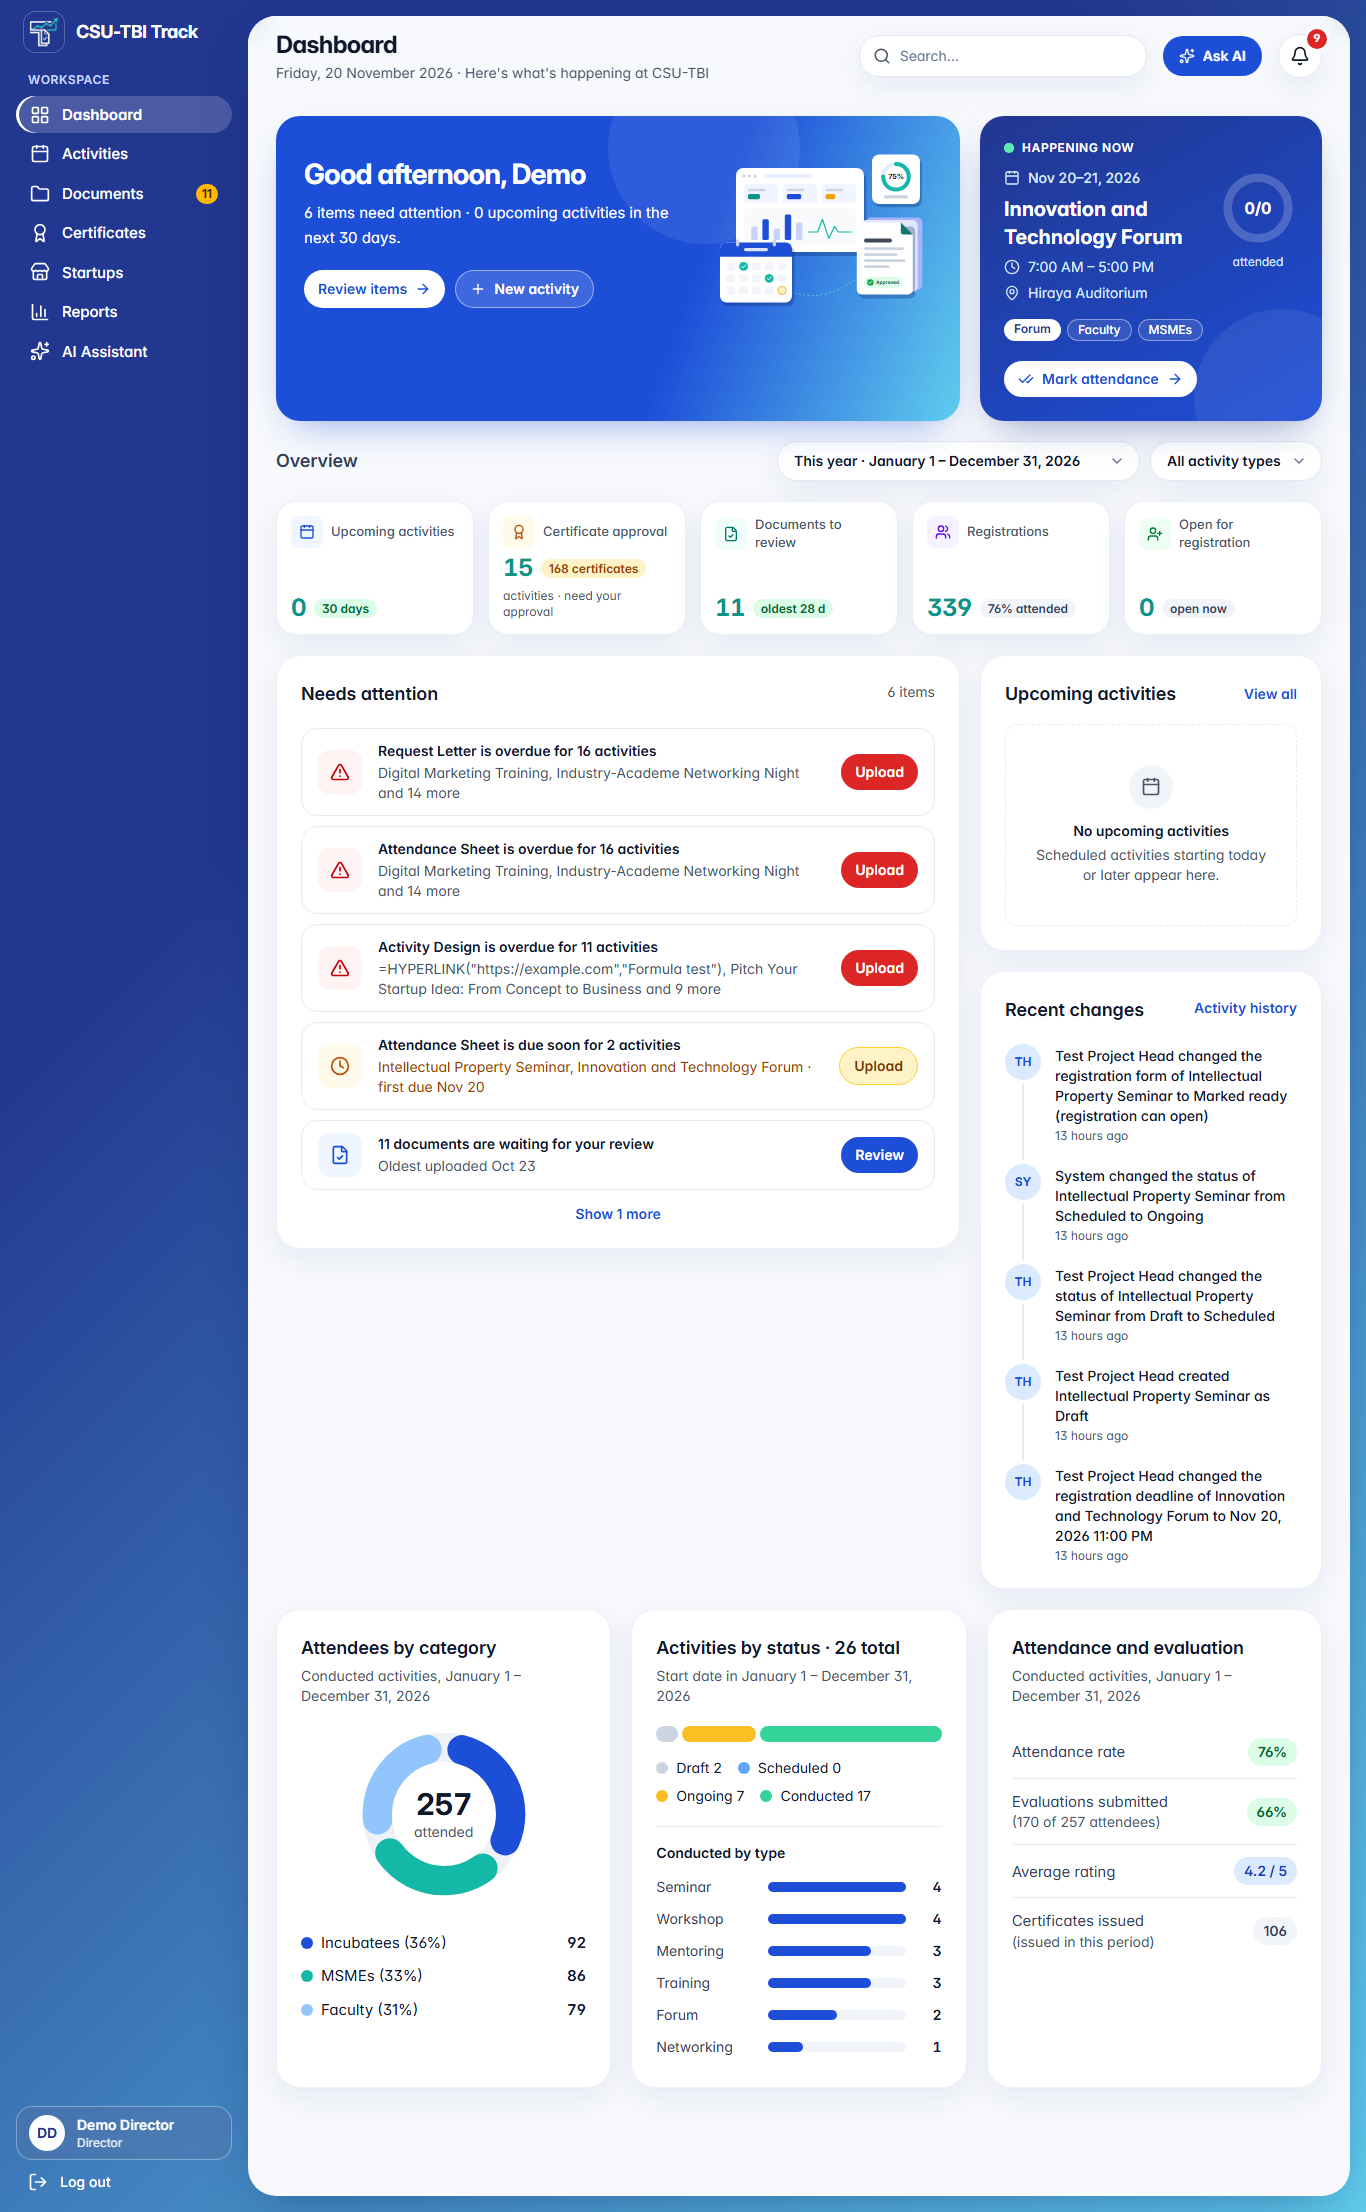 CSU-TBI Track
WORKSPACE
Dashboard
Activities
Documents
11
Certificates
Startups
Reports
AI Assistant
Demo Director
DD
Director
Log out
Dashboard
Friday, 20 November 2026 · Here's what's happening at CSU-TBI
Search...
Ask AI
9
Good afternoon, Demo
6 items need attention · 0 upcoming activities in the
next 30 days.
Review items
New activity
75%
Approved
HAPPENING NOW
Nov 20–21, 2026
Innovation and
Technology Forum
7:00 AM – 5:00 PM
Hiraya Auditorium
0/0
attended
Forum
Faculty
MSMEs
Mark attendance
Overview
This year · January 1 – December 31, 2026
All activity types
Upcoming activities
0
30 days
Certificate approval
15
168 certificates
activities · need your
approval
Documents to
review
11
oldest 28 d
Registrations
339
76% attended
Open for
registration
0
open now
Needs attention
6 items
Request Letter is overdue for 16 activities
Digital Marketing Training, Industry-Academe Networking Night
and 14 more
Upload
Attendance Sheet is overdue for 16 activities
Digital Marketing Training, Industry-Academe Networking Night
and 14 more
Upload
Activity Design is overdue for 11 activities
=HYPERLINK("https://example.com","Formula test"), Pitch Your
Startup Idea: From Concept to Business and 9 more
Upload
Attendance Sheet is due soon for 2 activities
Intellectual Property Seminar, Innovation and Technology Forum ·
first due Nov 20
Upload
11 documents are waiting for your review
Oldest uploaded Oct 23
Review
Show 1 more
Upcoming activities
View all
No upcoming activities
Scheduled activities starting today
or later appear here.
Recent changes
Activity history
TH
Test Project Head changed the
registration form of Intellectual
Property Seminar to Marked ready
(registration can open)
13 hours ago
SY
System changed the status of
Intellectual Property Seminar from
Scheduled to Ongoing
13 hours ago
TH
Test Project Head changed the
status of Intellectual Property
Seminar from Draft to Scheduled
13 hours ago
TH
Test Project Head created
Intellectual Property Seminar as
Draft
13 hours ago
TH
Test Project Head changed the
registration deadline of Innovation
and Technology Forum to Nov 20,
2026 11:00 PM
13 hours ago
Attendees by category
Conducted activities, January 1 –
December 31, 2026
257
attended
Incubatees (36%)
92
MSMEs (33%)
86
Faculty (31%)
79
Activities by status · 26 total
Start date in January 1 – December 31,
2026
Draft 2
Scheduled 0
Ongoing 7
Conducted 17
Conducted by type
Seminar
4
Workshop
4
Mentoring
3
Training
3
Forum
2
Networking
1
Attendance and evaluation
Conducted activities, January 1 –
December 31, 2026
Attendance rate
76%
Evaluations submitted
(170 of 257 attendees)
66%
Average rating
4.2 / 5
Certificates issued
(issued in this period)
106